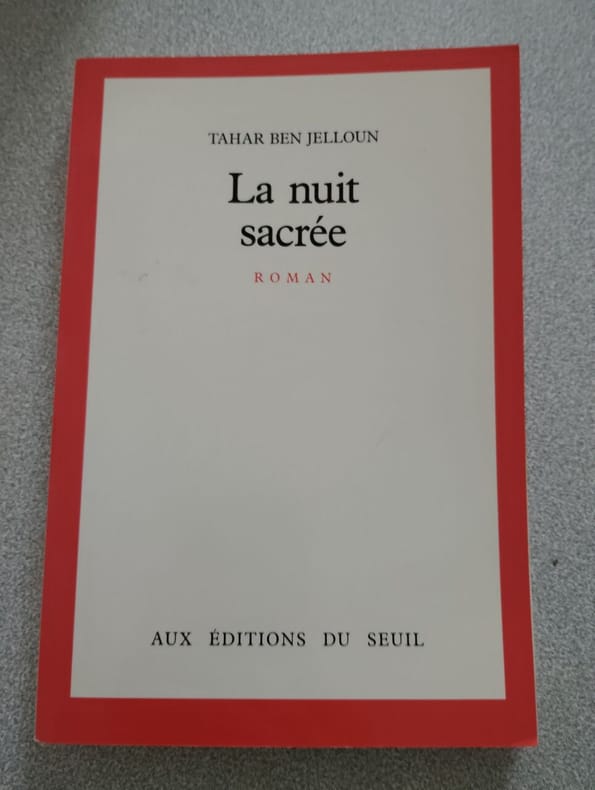 TAHAR BEN JELLOUN
La nuit
sacrée
ROMAN
AUX ÉDITIONS DU SEUIL